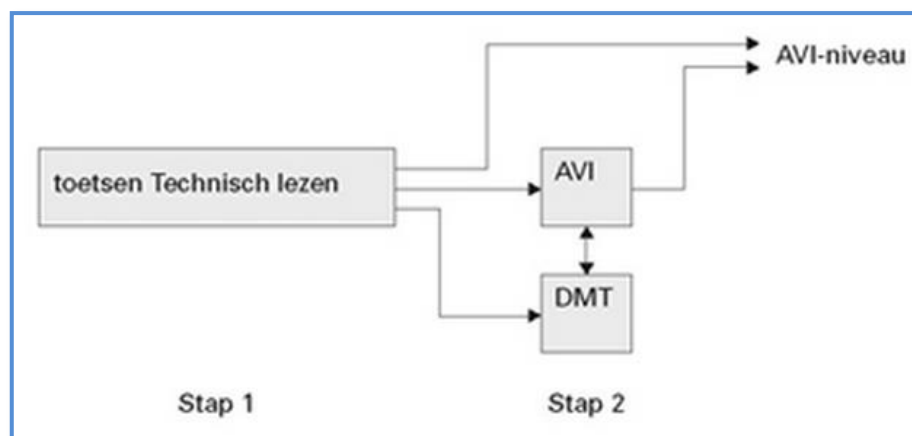 AVI-niveau
toetsen Technisch lezen
AVI
DMT
Stap 1
Stap 2